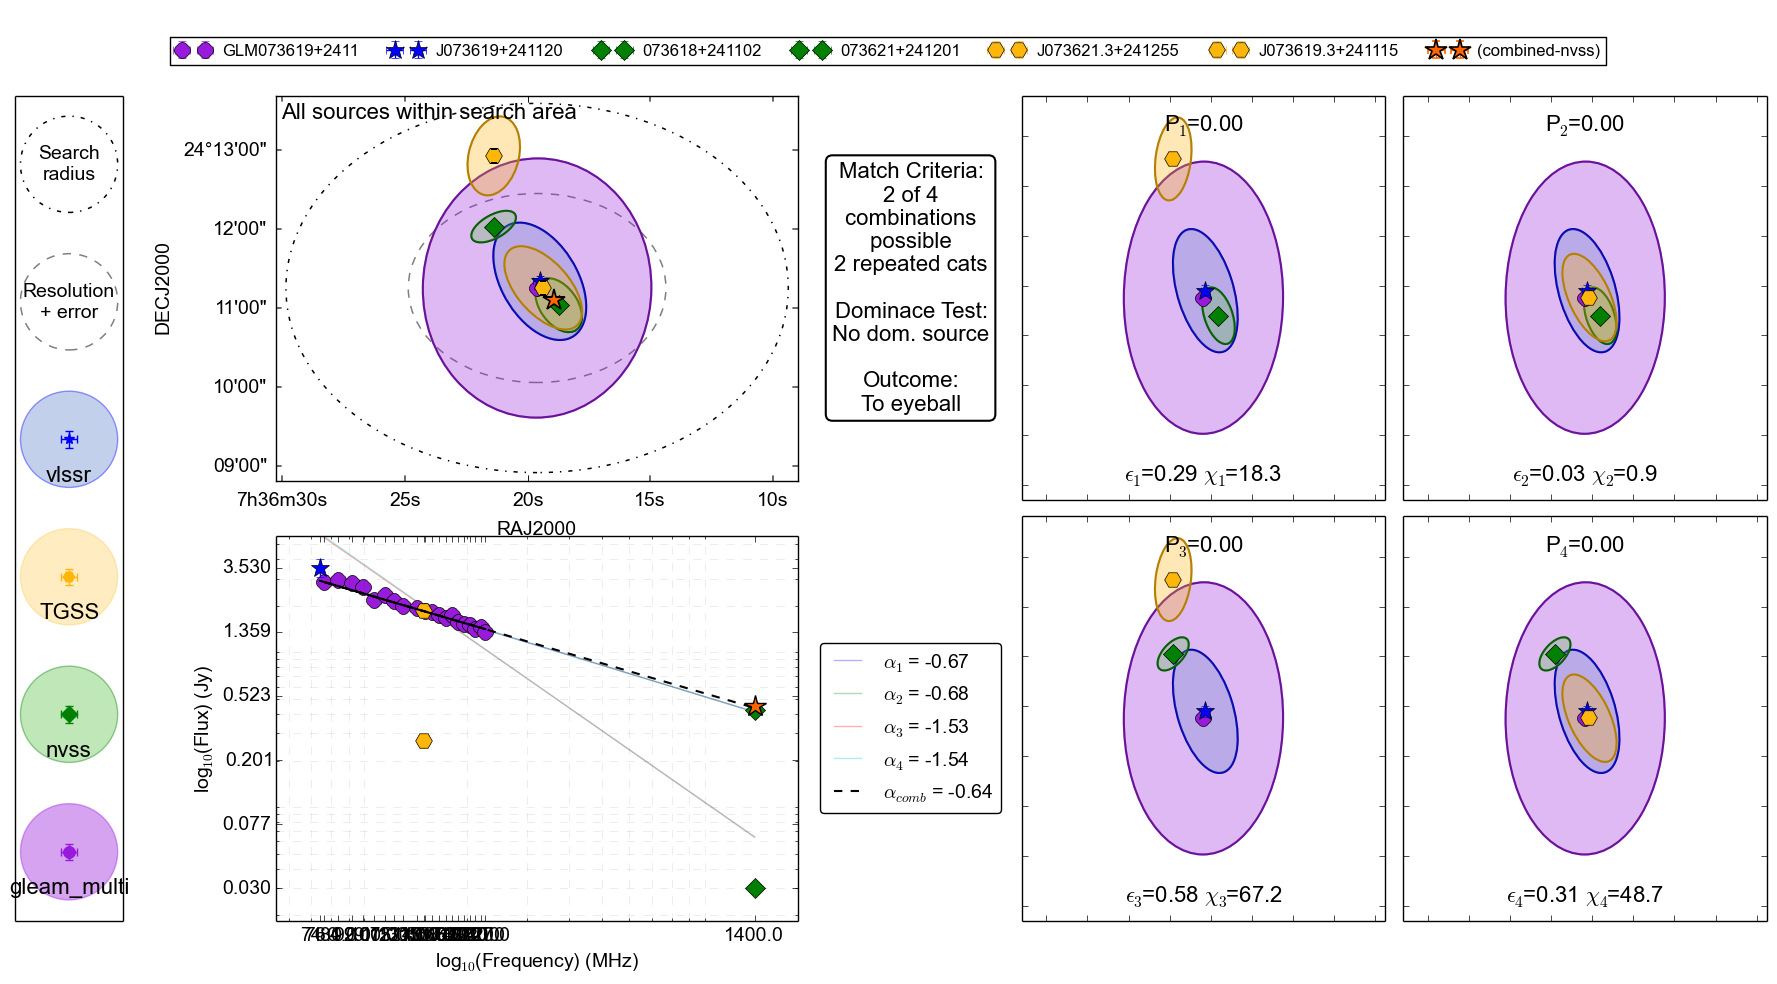 GLM073619+2411 J073619+241120 073618+241102 073621+241201 J073621.3+241255 J073619.3+241115 (combined-nvss)
Search
radius
Resolution
+ error
vlssr
TGSS
nvss
gleam_multi
All sources within search area
24°13'00"
12'00"
11'00"
10'00"
09'00"
DECJ2000
7h36m30s 25s 20s 15s 10s
RAJ2000
Match Criteria:
2 of 4
combinations
possible
2 repeated cats
Dominace Test:
No dom. source
Outcome:
To eyeball
P1=0.00
ϵ1=0.29 χ1=18.3
P2=0.00
ϵ2=0.03 χ2=0.9
3.530
1.359
0.523
0.201
0.077
0.030
log10(Flux) (Jy)
1400.0
log10(Frequency) (MHz)
α1 = -0.67
α2 = -0.68
α3 = -1.53
α4 = -1.54
αcomb = -0.64
P3=0.00
ϵ3=0.58 χ3=67.2
P4=0.00
ϵ4=0.31 χ4=48.7